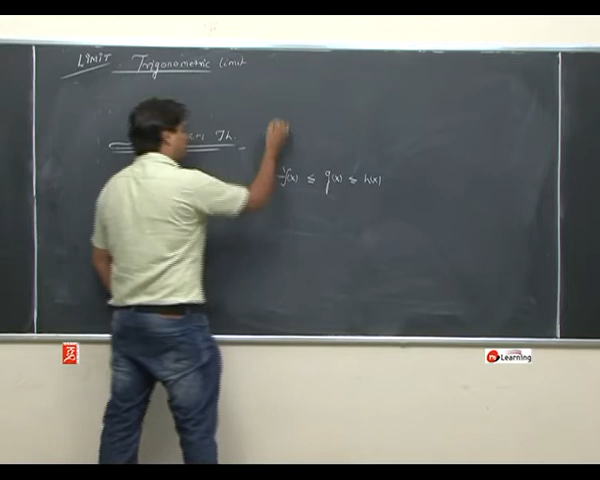 LIMIT. Trigonometric limit
Th.
f(x) ≤ g(x) ≤ h(x)
Learning